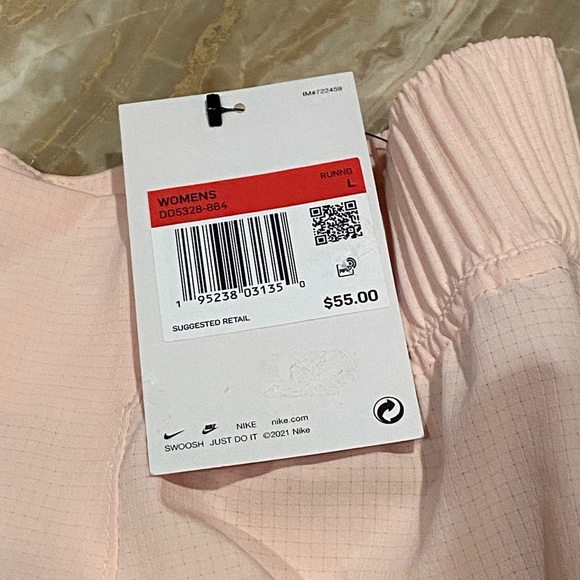 IM#722459
WOMENS RUNNG
DD5328-864 L
1 95238 03135 0
RFID
SUGGESTED RETAIL $55.00
NIKE nike.com
SWOOSH JUST DO IT ©2021 Nike